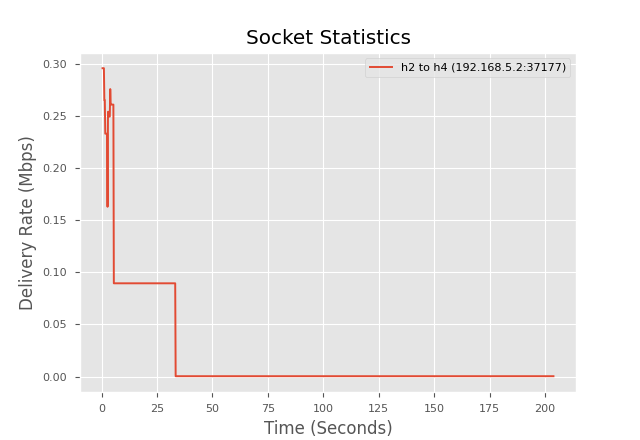 Socket Statistics
h2 to h4 (192.168.5.2:37177)
Delivery Rate (Mbps)
0.30
0.25
0.20
0.15
0.10
0.05
0.00
0 25 50 75 100 125 150 175 200
Time (Seconds)